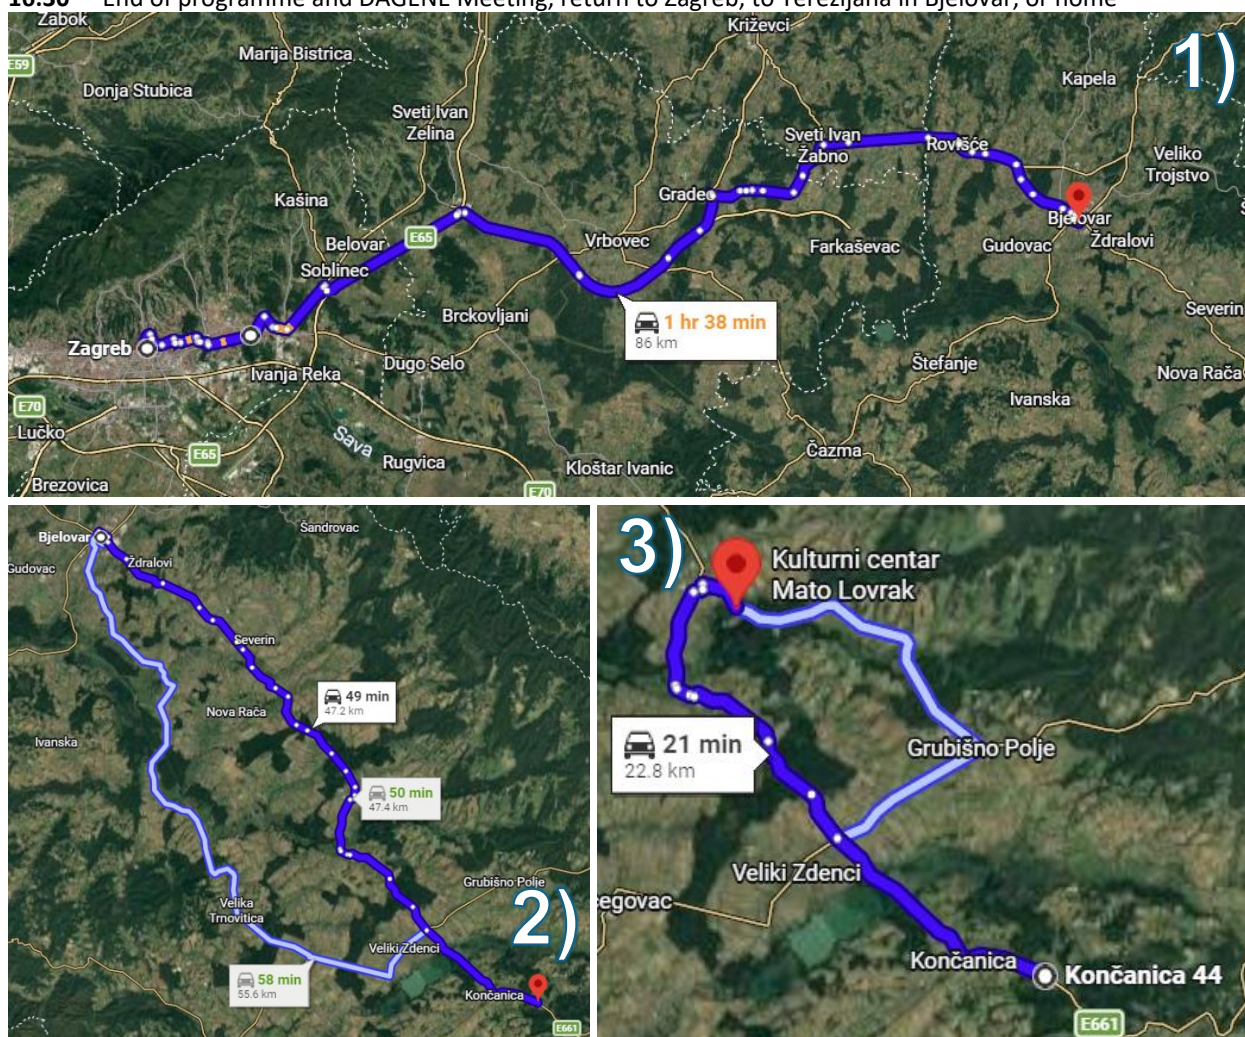 16:30 End of programme and DAGENE Meeting, return to Zagreb, to Terezijana in Bjelovar, or home
1)
Zabok
E59
Marija Bistrica
Donja Stubica
Križevci
Kapela
Sveti Ivan
Zelina
Sveti Ivan
Žabno
Rovišće
Veliko
Trojstvo
Kašina
Gradec
Belovar
E65
Vrbovec
Bjelovar
Farkaševac
Gudovac
Ždralovi
Soblinec
Brckovljani
1 hr 38 min
86 km
Severin
Zagreb
Ivanja Reka
Dugo Selo
Štefanje
Nova Rača
E70
Ivanska
Lučko
E65
Sava
Rugvica
Kloštar Ivanic
Čazma
Brezovica
E70
Bjelovar
Šandrovac
Gudovac
Ždralovi
Severin
49 min
47.2 km
Nova Rača
Ivanska
50 min
47.4 km
Grubišno Polje
Velika
Trnovitica
2)
Veliki Zdenci
58 min
55.6 km
Končanica
E661
3)
Kulturni centar
Mato Lovrak
21 min
22.8 km
Grubišno Polje
Veliki Zdenci
cegovac
Končanica
Končanica 44
E661